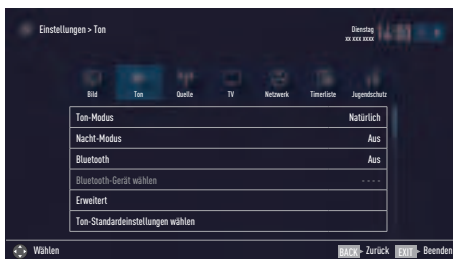 Einstellungen > Ton
Dienstag
xx xxx xxxx
Bild Ton Quelle TV Netzwerk Timerliste Jugendschutz
Ton-Modus Natürlich
Nacht-Modus Aus
Bluetooth Aus
Bluetooth-Gerät wählen ----
Erweitert
Ton-Standardeinstellungen wählen
Wählen BACK Zurück EXIT Beenden